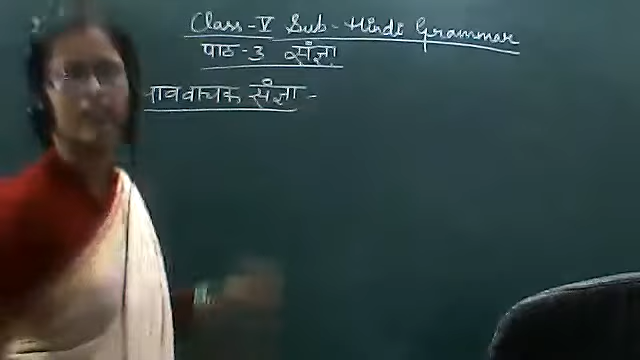 Class-V Sub-Hindi Grammar
पाठ-3 संज्ञा
ाववाचक संज्ञा-